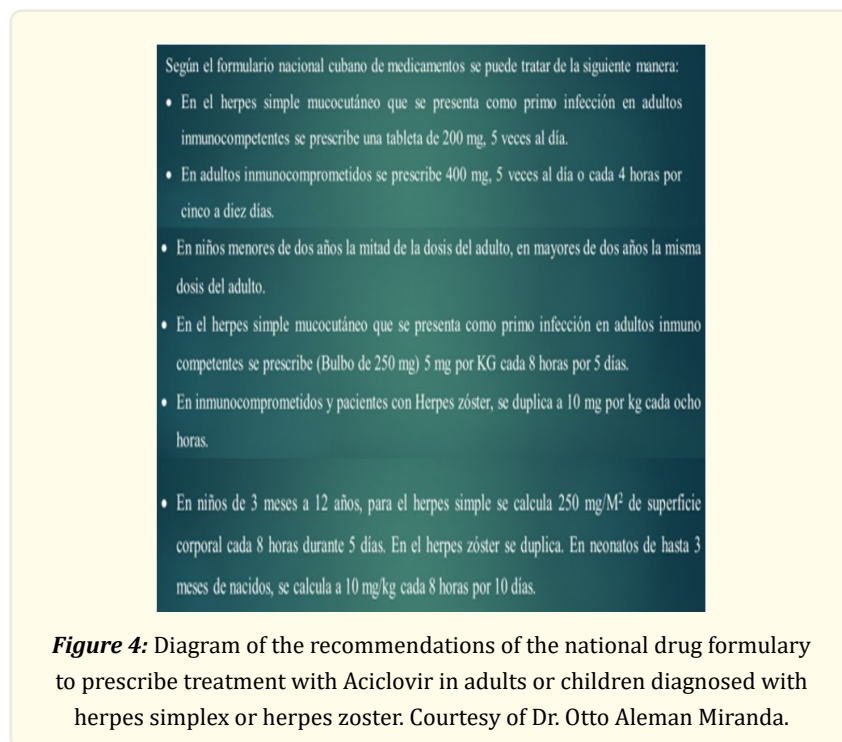 Según el formulario nacional cubano de medicamentos se puede tratar de la siguiente manera:
• En el herpes simple mucocutáneo que se presenta como primo infección en adultos
inmunocompetentes se prescribe una tableta de 200 mg, 5 veces al día.
• En adultos inmunocomprometidos se prescribe 400 mg, 5 veces al día o cada 4 horas por
cinco a diez días.
• En niños menores de dos años la mitad de la dosis del adulto, en mayores de dos años la misma
dosis del adulto.
• En el herpes simple mucocutáneo que se presenta como primo infección en adultos inmuno
competentes se prescribe (Bulbo de 250 mg) 5 mg por KG cada 8 horas por 5 días.
• En inmunocomprometidos y pacientes con Herpes zóster, se duplica a 10 mg por kg cada ocho
horas.
• En niños de 3 meses a 12 años, para el herpes simple se calcula 250 mg/M² de superficie
corporal cada 8 horas durante 5 días. En el herpes zóster se duplica. En neonatos de hasta 3
meses de nacidos, se calcula a 10 mg/kg cada 8 horas por 10 días.
Figure 4: Diagram of the recommendations of the national drug formulary
to prescribe treatment with Aciclovir in adults or children diagnosed with
herpes simplex or herpes zoster. Courtesy of Dr. Otto Aleman Miranda.